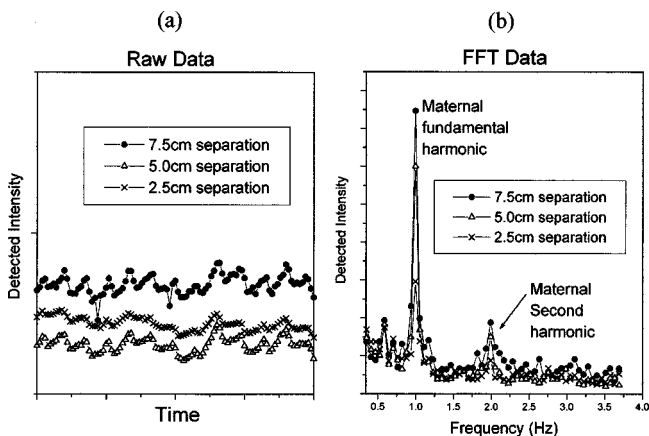 (a)
Raw Data
7.5cm separation
5.0cm separation
2.5cm separation
Detected Intensity
Time
(b)
FFT Data
Maternal
fundamental
harmonic
7.5cm separation
5.0cm separation
2.5cm separation
Maternal
Second
harmonic
Detected Intensity
0.5 1.0 1.5 2.0 2.5 3.0 3.5 4.0
Frequency (Hz)